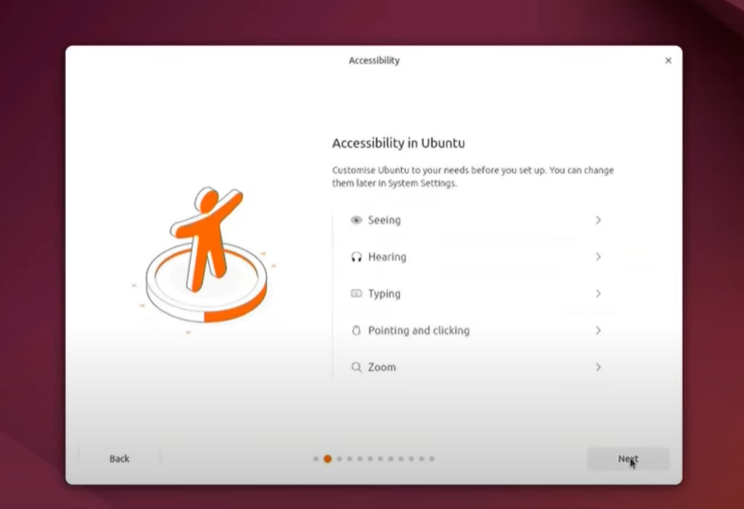 Accessibility
Accessibility in Ubuntu
Customise Ubuntu to your needs before you set up. You can change
them later in System Settings.
Seeing
Hearing
Typing
Pointing and clicking
Zoom
Back
Next